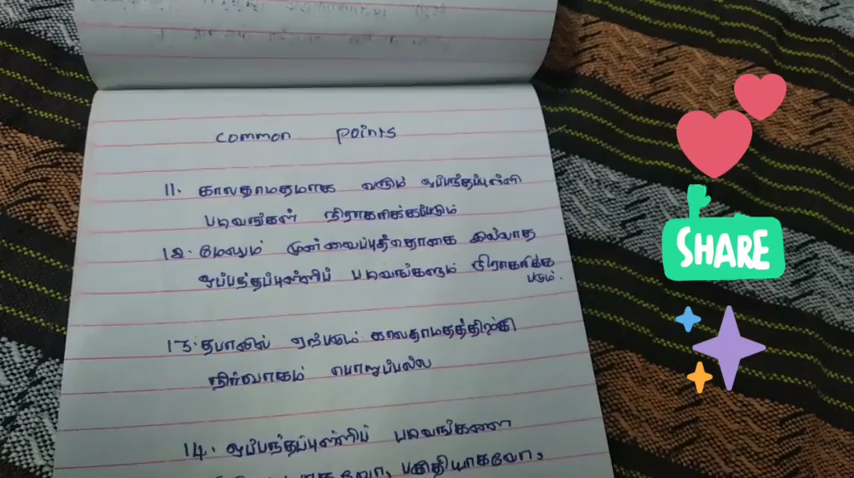 common points
11. காலதாமதமாக வரும் ஒப்பந்தப்புள்ளி
படிவங்கள் நிராகரிக்கப்படும்
12. மேலும் முன்வைப்புத்தொகை இல்லாத
ஒப்பந்தப்புள்ளிப் படிவங்களும் நிராகரிக்க
படும்.
13. தபாலில் ஏற்படும் காலதாமதத்திற்கு
நிர்வாகம் பொறுப்பல்ல
14. ஒப்பந்தப்புள்ளிப் படிவங்களை
பகுதியாகவோ,
SHARE